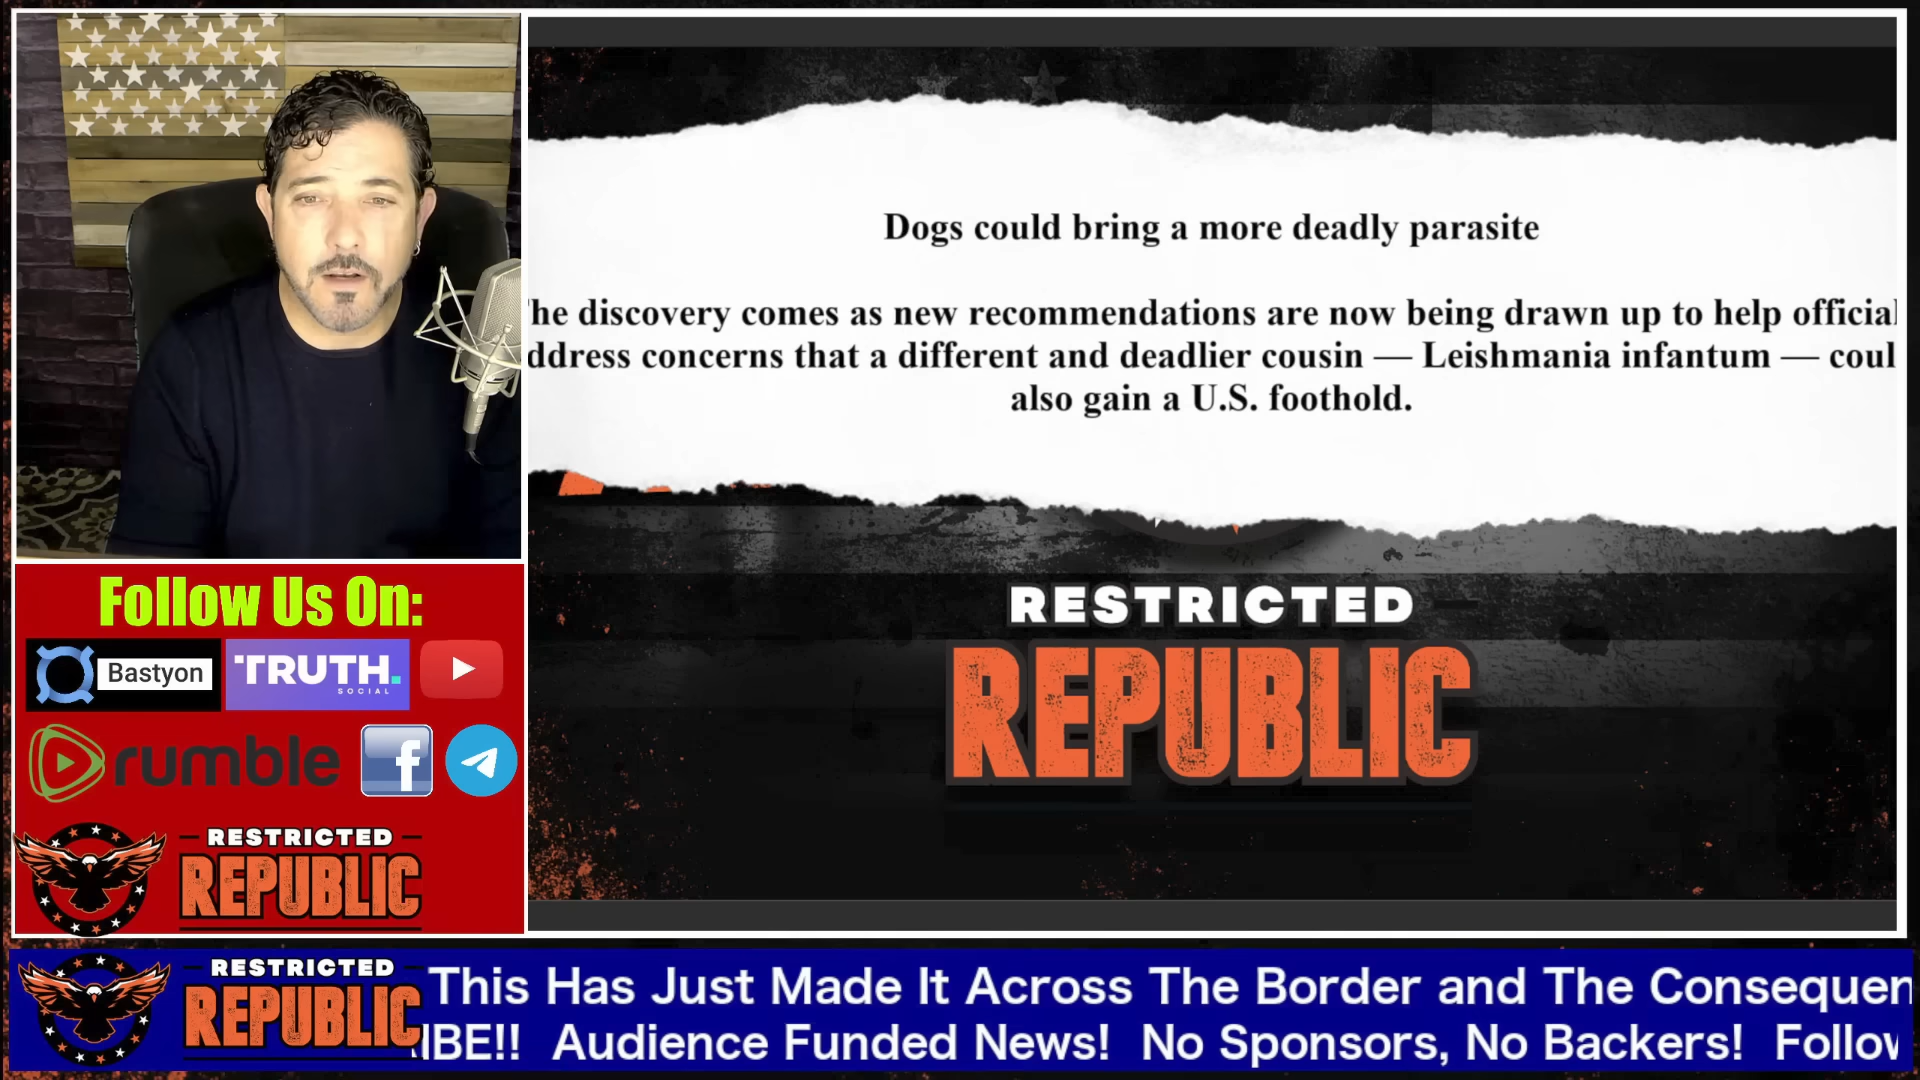 Dogs could bring a more deadly parasite
he discovery comes as new recommendations are now being drawn up to help official
ddress concerns that a different and deadlier cousin — Leishmania infantum — coul
also gain a U.S. foothold.
RESTRICTED
REPUBLIC
Follow Us On:
Bastyon
TRUTH.
SOCIAL
rumble
f
RESTRICTED
REPUBLIC
RESTRICTED
REPUBLIC
This Has Just Made It Across The Border and The Consequen
IBE!! Audience Funded News! No Sponsors, No Backers! Follow